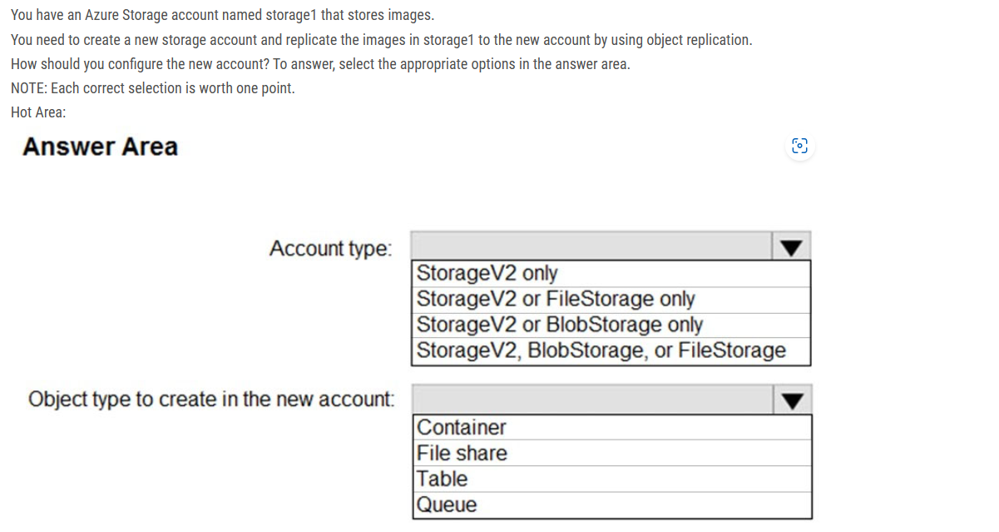 You have an Azure Storage account named storage1 that stores images.
You need to create a new storage account and replicate the images in storage1 to the new account by using object replication.
How should you configure the new account? To answer, select the appropriate options in the answer area.
NOTE: Each correct selection is worth one point.
Hot Area:
Answer Area
Account type:
StorageV2 only
StorageV2 or FileStorage only
StorageV2 or BlobStorage only
StorageV2, BlobStorage, or FileStorage
Object type to create in the new account:
Container
File share
Table
Queue